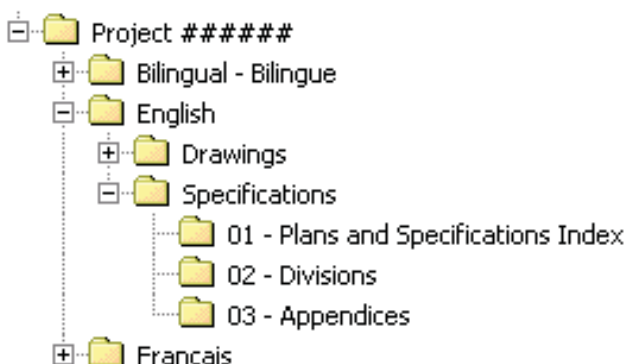 Project ######
Bilingual - Bilingue
English
Drawings
Specifications
01 - Plans and Specifications Index
02 - Divisions
03 - Appendices
Francais